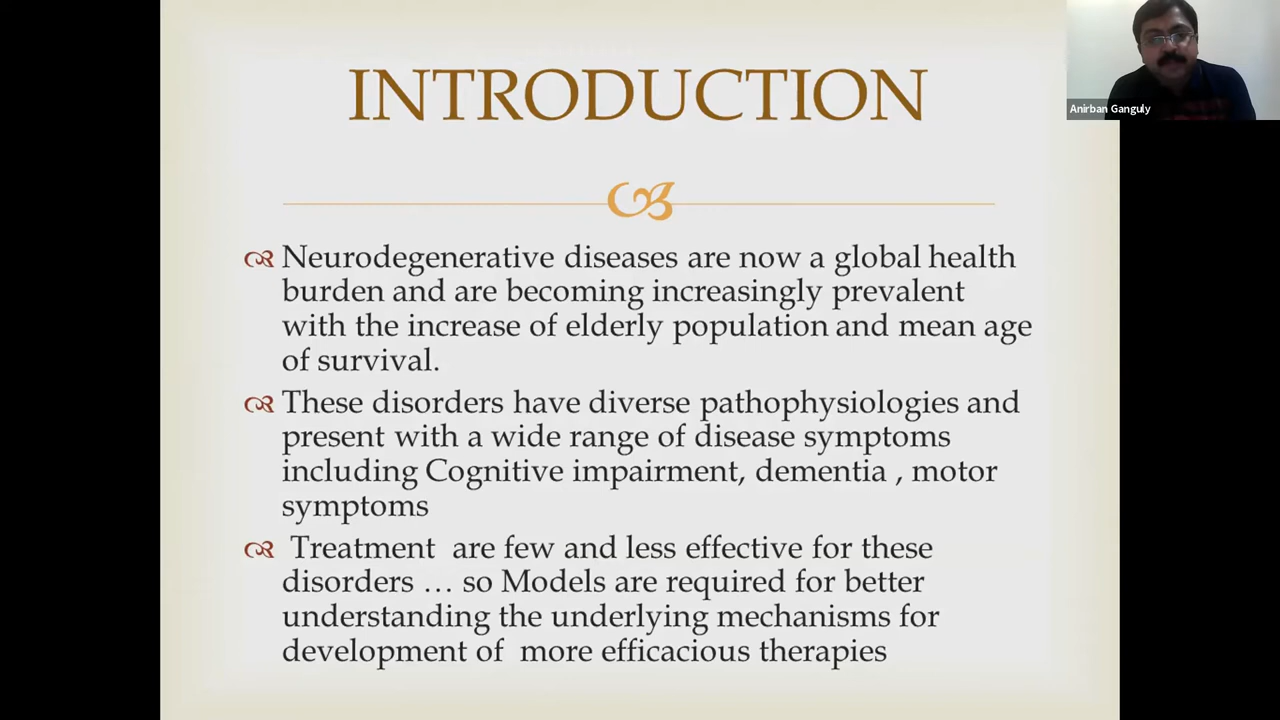 INTRODUCTION
Anirban Ganguly
Neurodegenerative diseases are now a global health
burden and are becoming increasingly prevalent
with the increase of elderly population and mean age
of survival.
These disorders have diverse pathophysiologies and
present with a wide range of disease symptoms
including Cognitive impairment, dementia , motor
symptoms
Treatment  are few and less effective for these
disorders … so Models are required for better
understanding the underlying mechanisms for
development of  more efficacious therapies